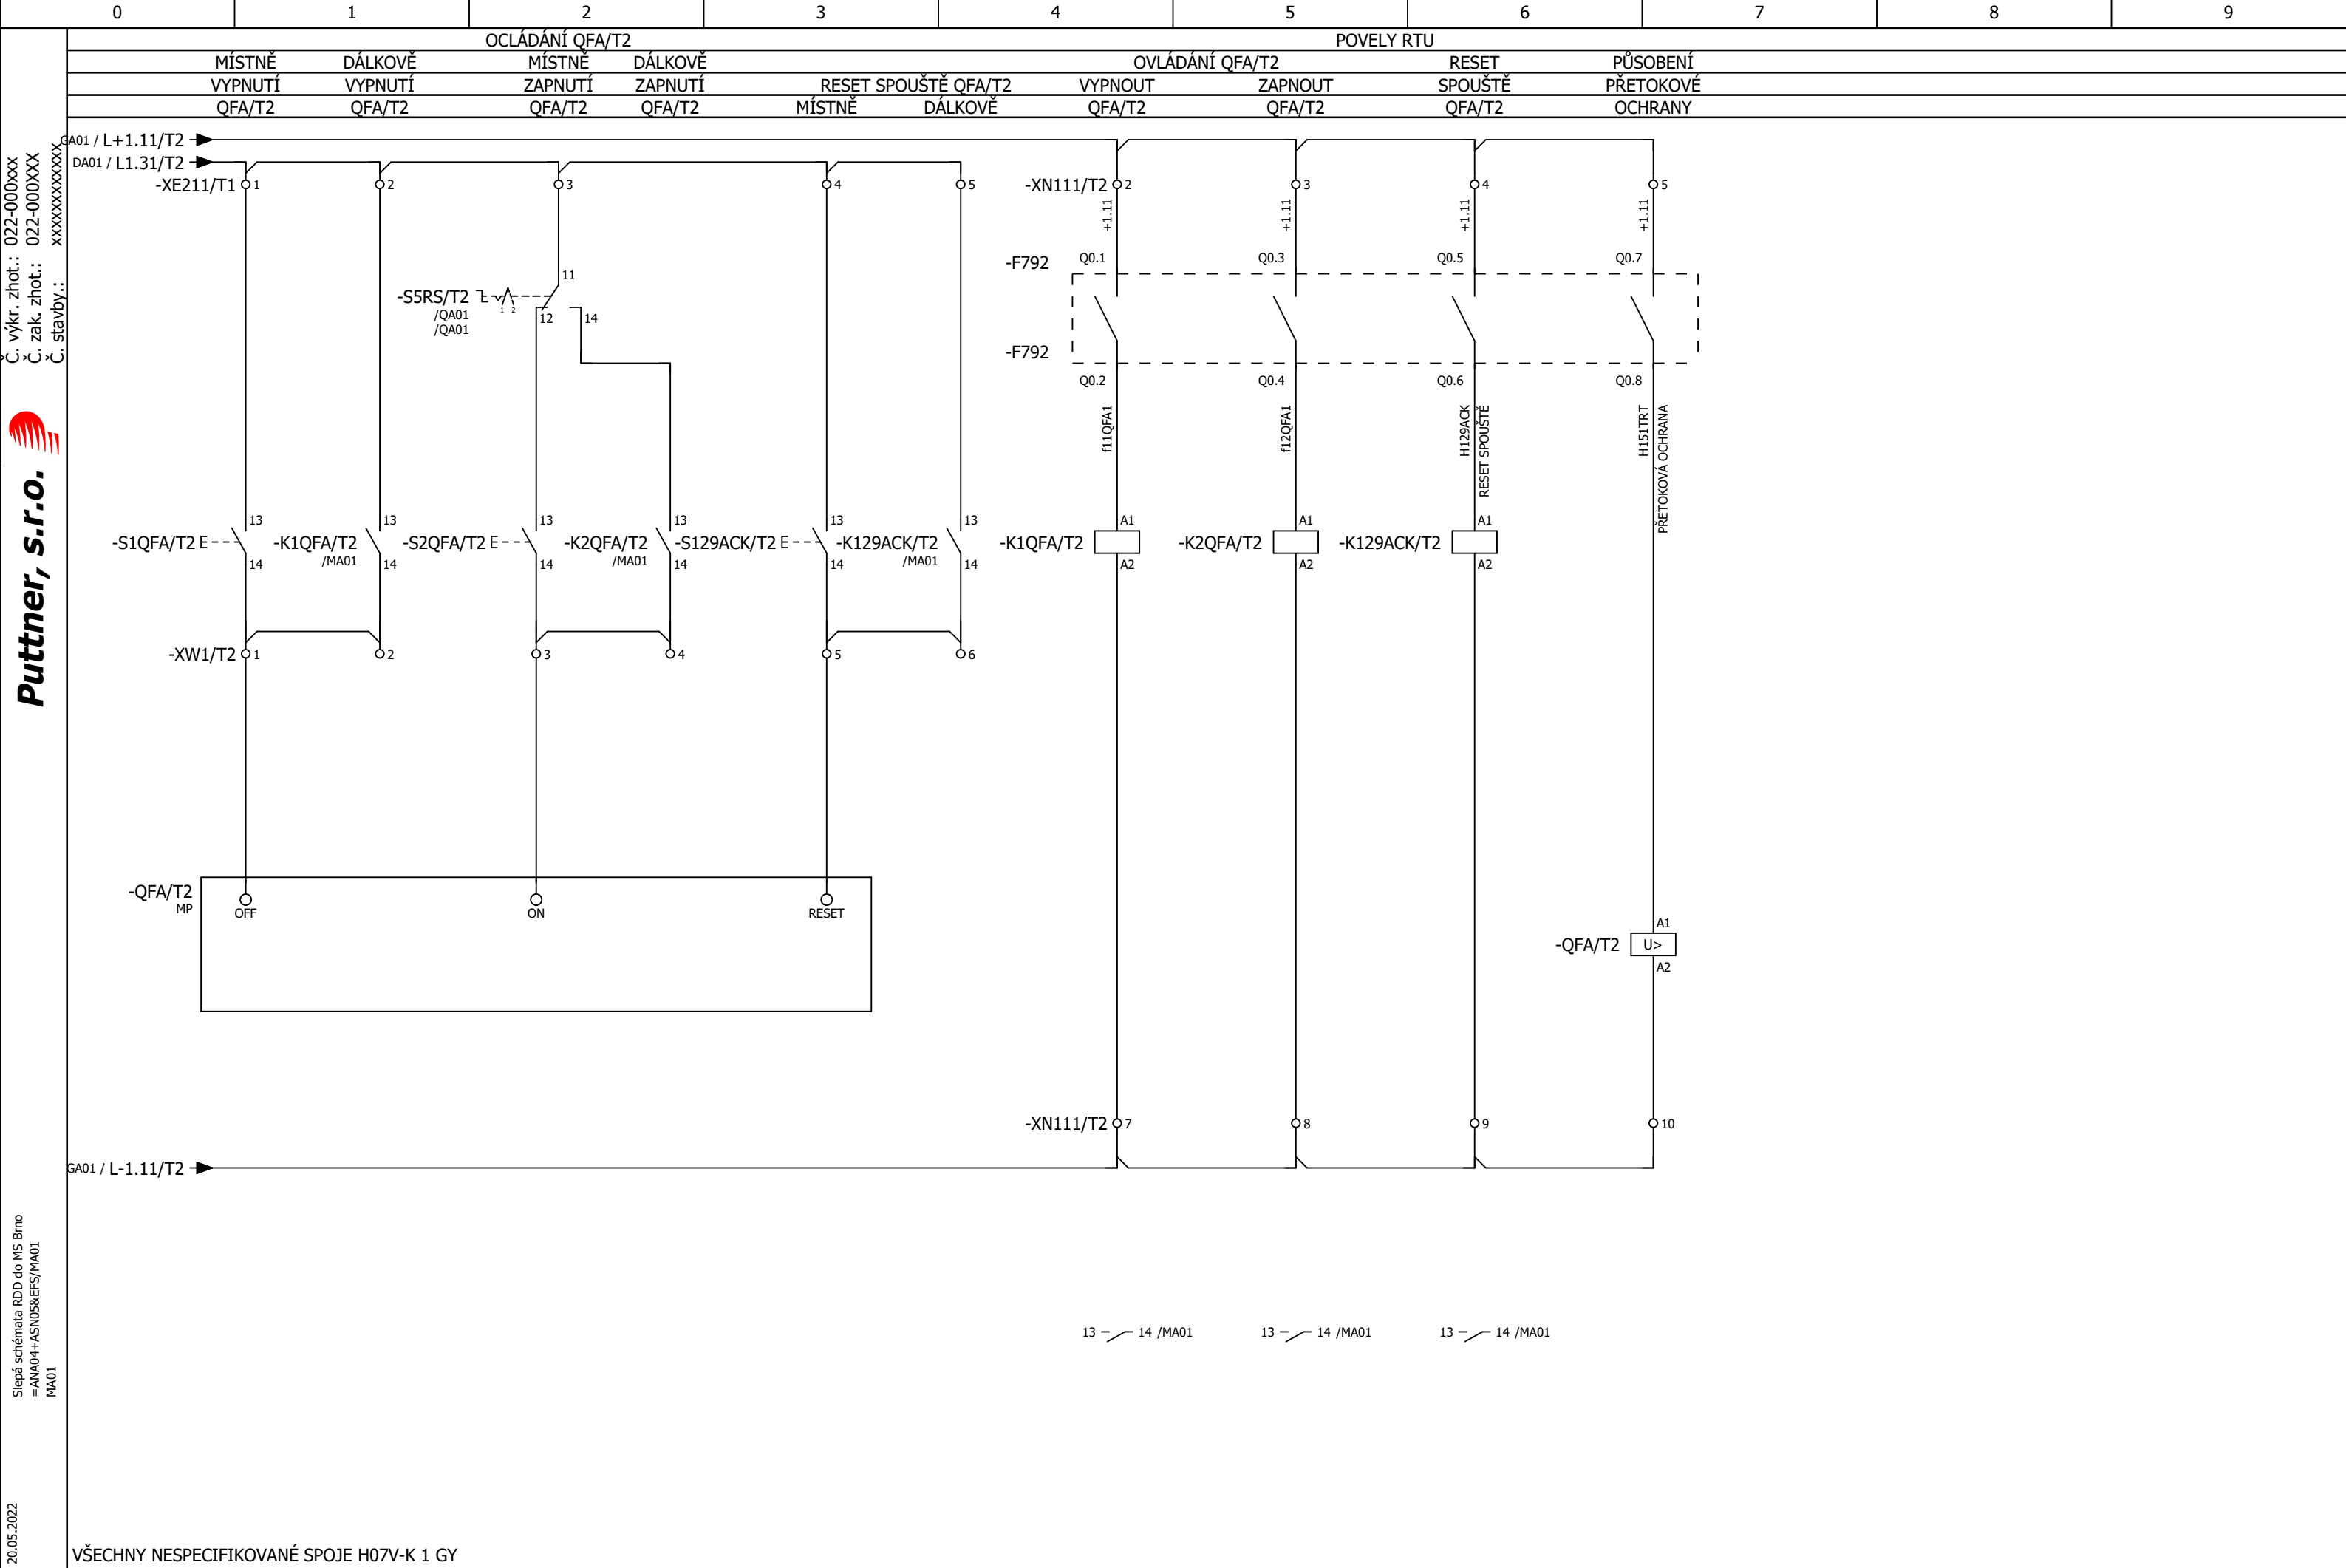 0 1 2 3 4 5 6 7 8 9
OCLÁDÁNÍ QFA/T2 POVELY RTU
MÍSTNĚ DÁLKOVĚ MÍSTNĚ DÁLKOVĚ OVLÁDÁNÍ QFA/T2 RESET PŮSOBENÍ
VYPNUTÍ VYPNUTÍ ZAPNUTÍ ZAPNUTÍ RESET SPOUŠTĚ QFA/T2 VYPNOUT ZAPNOUT SPOUŠTĚ PŘETOKOVÉ
QFA/T2 QFA/T2 QFA/T2 QFA/T2 MÍSTNĚ DÁLKOVĚ QFA/T2 QFA/T2 QFA/T2 OCHRANY
GA01 / L+1.11/T2
DA01 / L1.31/T2
-XE211/T1 1 2 3 4 5 -XN111/T2 2 3 4 5
+1.11 +1.11 +1.11 +1.11
-F792 Q0.1 Q0.3 Q0.5 Q0.7
11
-S5RS/T2 1 2
/QA01
/QA01
12 14
-F792
Q0.2 Q0.4 Q0.6 Q0.8
f11QFA1 f12QFA1 H129ACK RESET SPOUŠTĚ H151TRT PŘETOKOVÁ OCHRANA
13 13 13 13 13 13 A1 A1 A1
-S1QFA/T2 E -K1QFA/T2 -S2QFA/T2 E -K2QFA/T2 -S129ACK/T2 E -K129ACK/T2 -K1QFA/T2 -K2QFA/T2 -K129ACK/T2
/MA01 /MA01 /MA01
14 14 14 14 14 14 A2 A2 A2
-XW1/T2 1 2 3 4 5 6
-QFA/T2
MP
OFF ON RESET
A1
-QFA/T2 U>
A2
-XN111/T2 7 8 9 10
GA01 / L-1.11/T2
13 14 /MA01 13 14 /MA01 13 14 /MA01
VŠECHNY NESPECIFIKOVANÉ SPOJE H07V-K 1 GY
Č. výkr. zhot.: 022-000xxx
Č. zak. zhot.: 022-000XXX
Č. stavby.: xxxxxxxxxxxx
Puttner, s.r.o.
Slepá schémata RDD do MS Brno
=ANA04+ASN05&EFS/MA01
MA01
20.05.2022